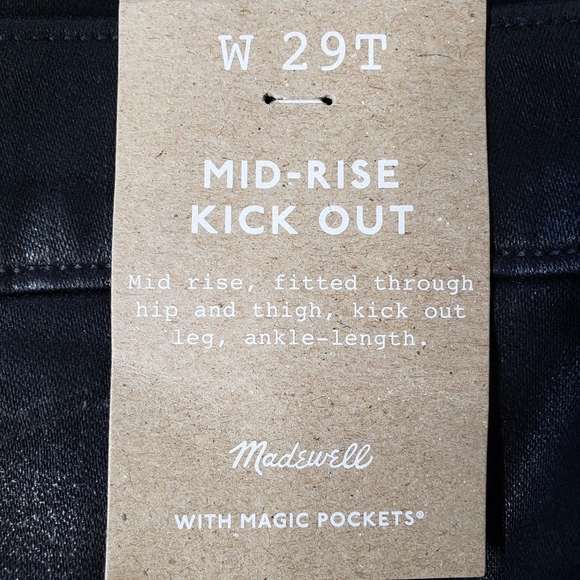 W 29T
MID-RISE
KICK OUT
Mid rise, fitted through
hip and thigh, kick out
leg, ankle-length.
Madewell
WITH MAGIC POCKETS®